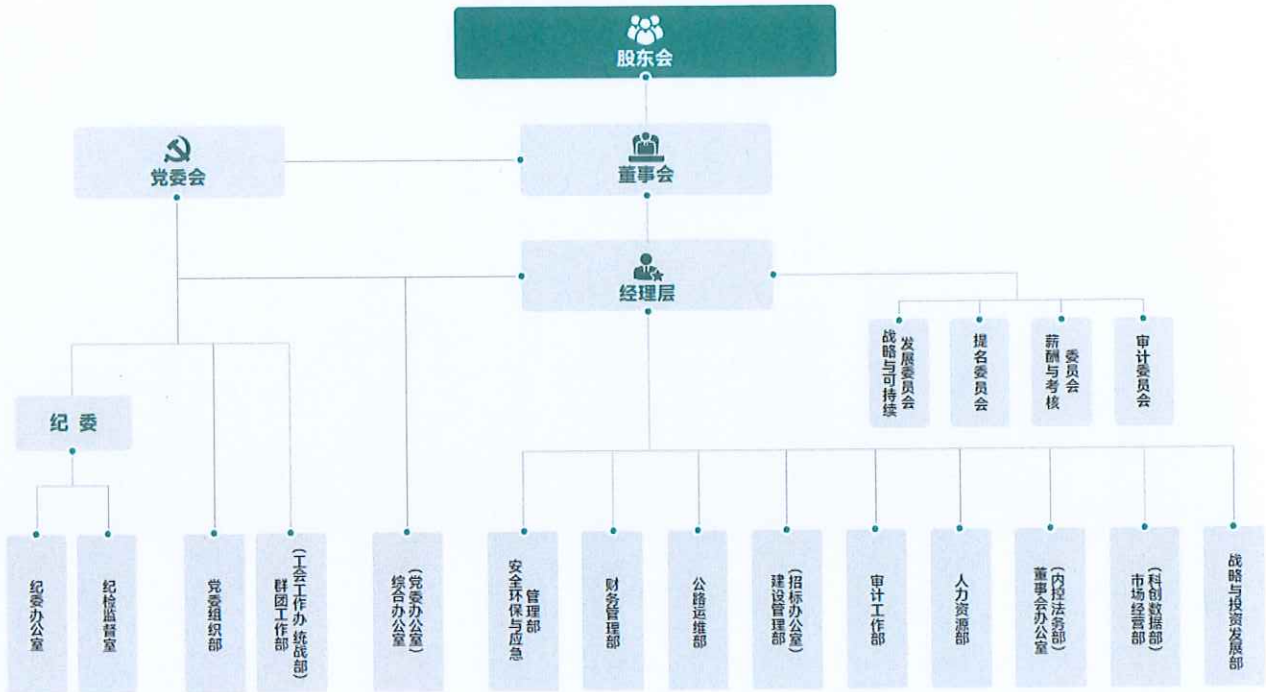 股东会
党委会
董事会
经理层
战略与可持续
发展委员会
提名委员会
薪酬与考核
委员会
审计委员会
纪 委
纪委办公室
纪检监督室
党委组织部
群团工作部
(工会工作办 统战部)
综合办公室
(党委办公室)
安全环保与应急
管理部
财务管理部
公路运维部
建设管理部
(招标办公室)
审计工作部
人力资源部
董事会办公室
(内控法务部)
市场经营部
(科创数据部)
战略与投资发展部